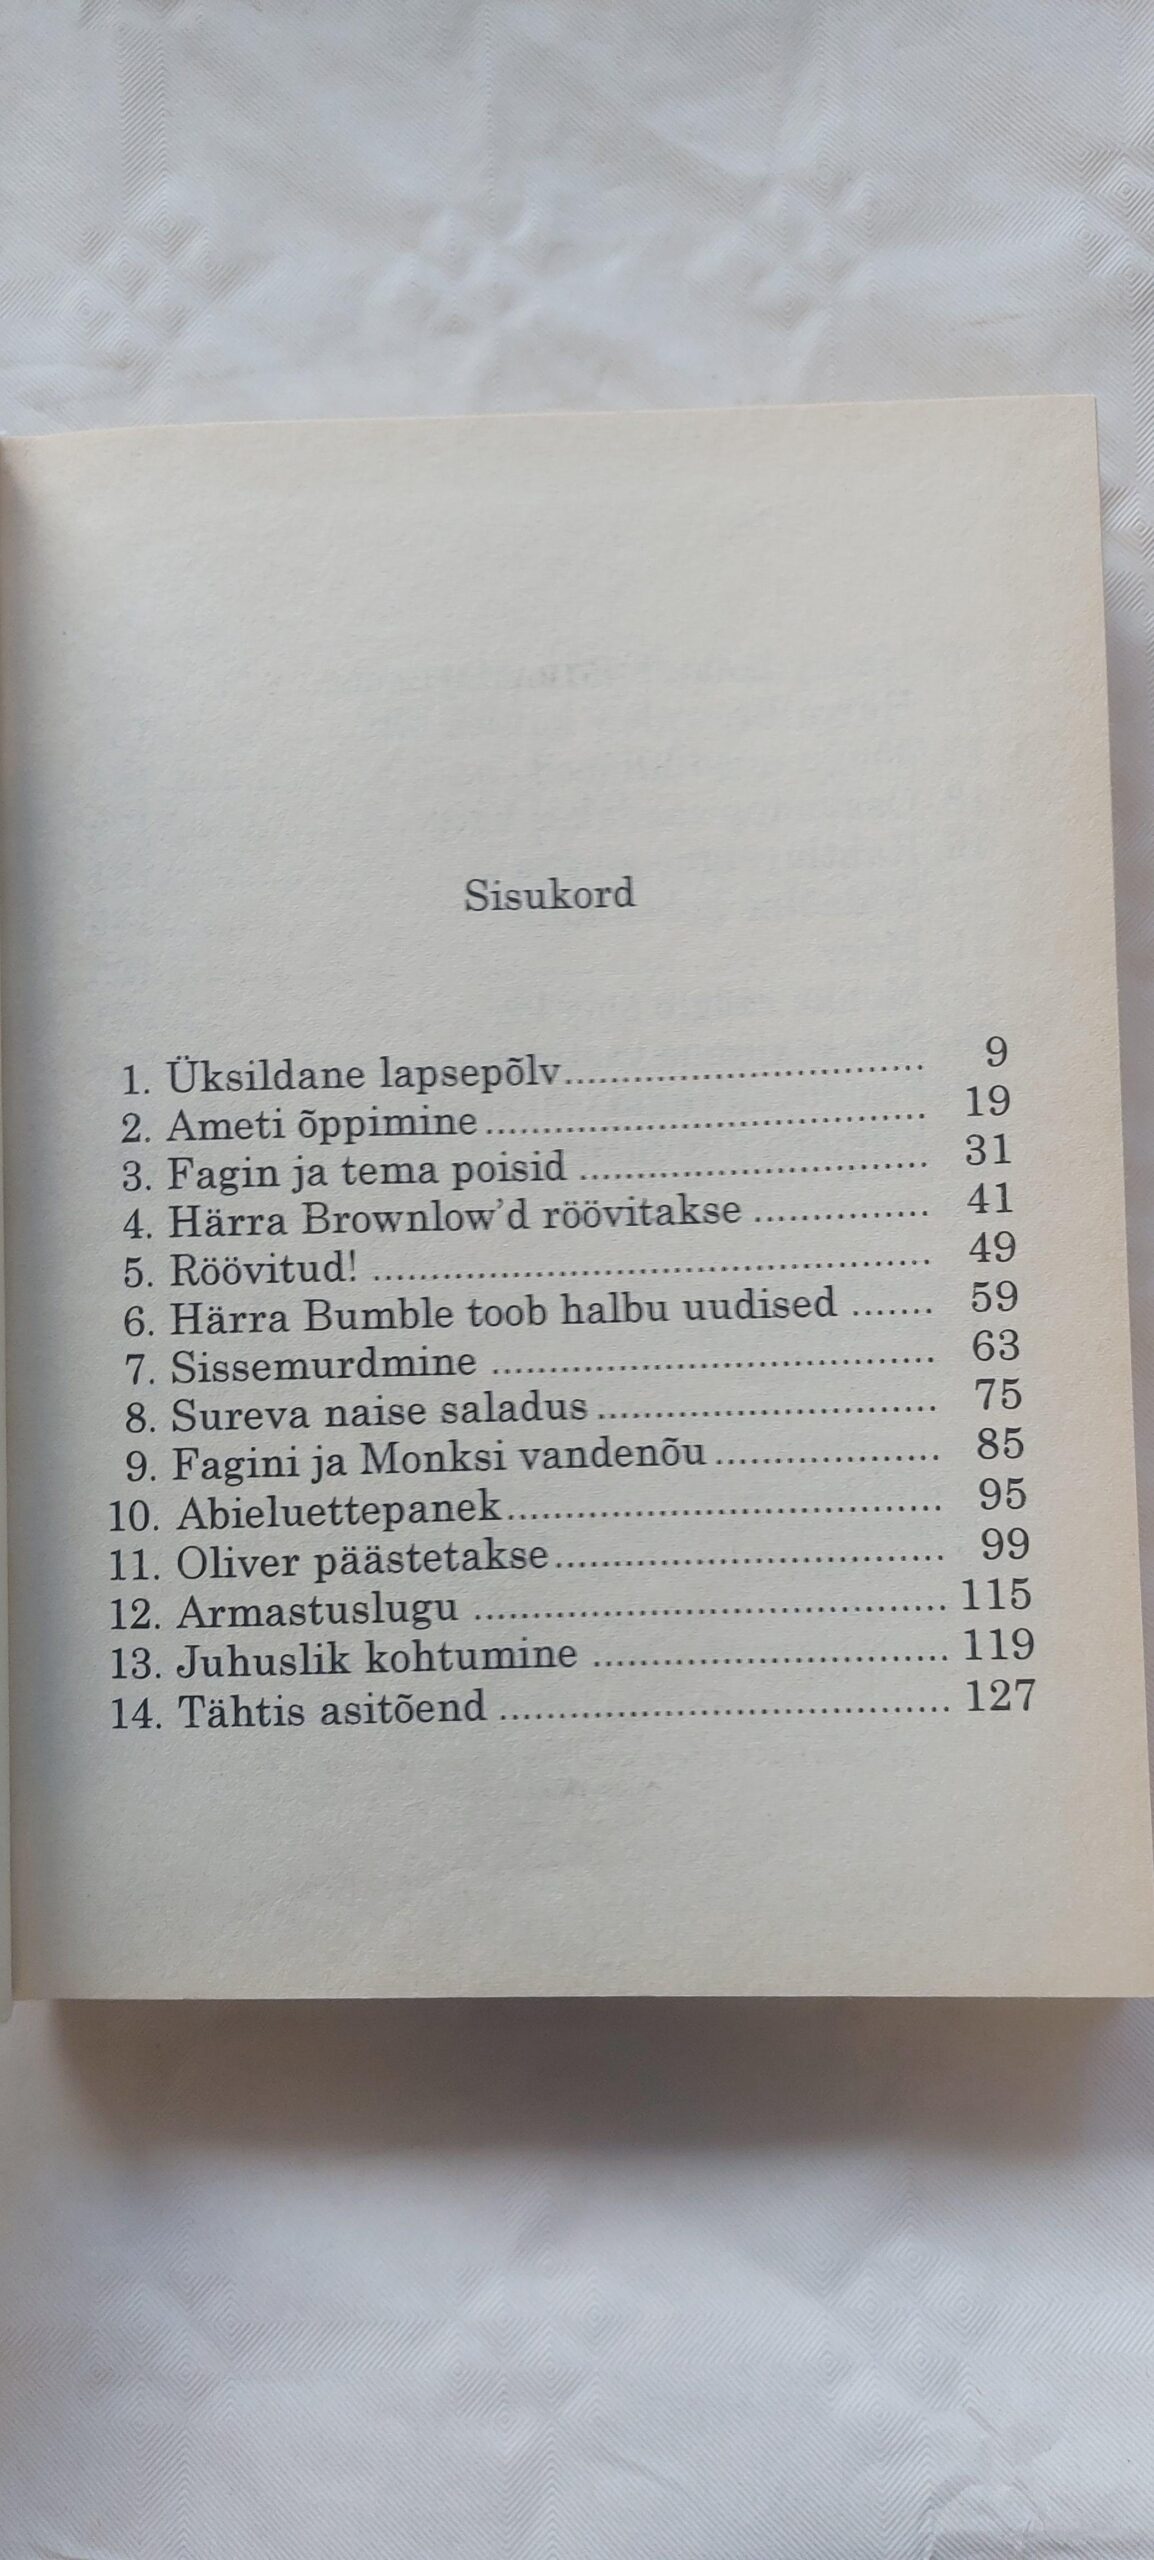 Sisukord
1. Üksildane lapsepõlv................................ 9
2. Ameti õppimine ....................................... 19
3. Fagin ja tema poisid ............................... 31
4. Härra Brownlow'd röövitakse ............... 41
5. Röövitud! ................................................. 49
6. Härra Bumble toob halbu uudised ....... 59
7. Sissemurdmine ....................................... 63
8. Sureva naise saladus .............................. 75
9. Fagini ja Monksi vandenõu .................... 85
10. Abieluettepanek...................................... 95
11. Oliver päästetakse.................................. 99
12. Armastuslugu ......................................... 115
13. Juhuslik kohtumine ............................... 119
14. Tähtis asitõend ....................................... 127